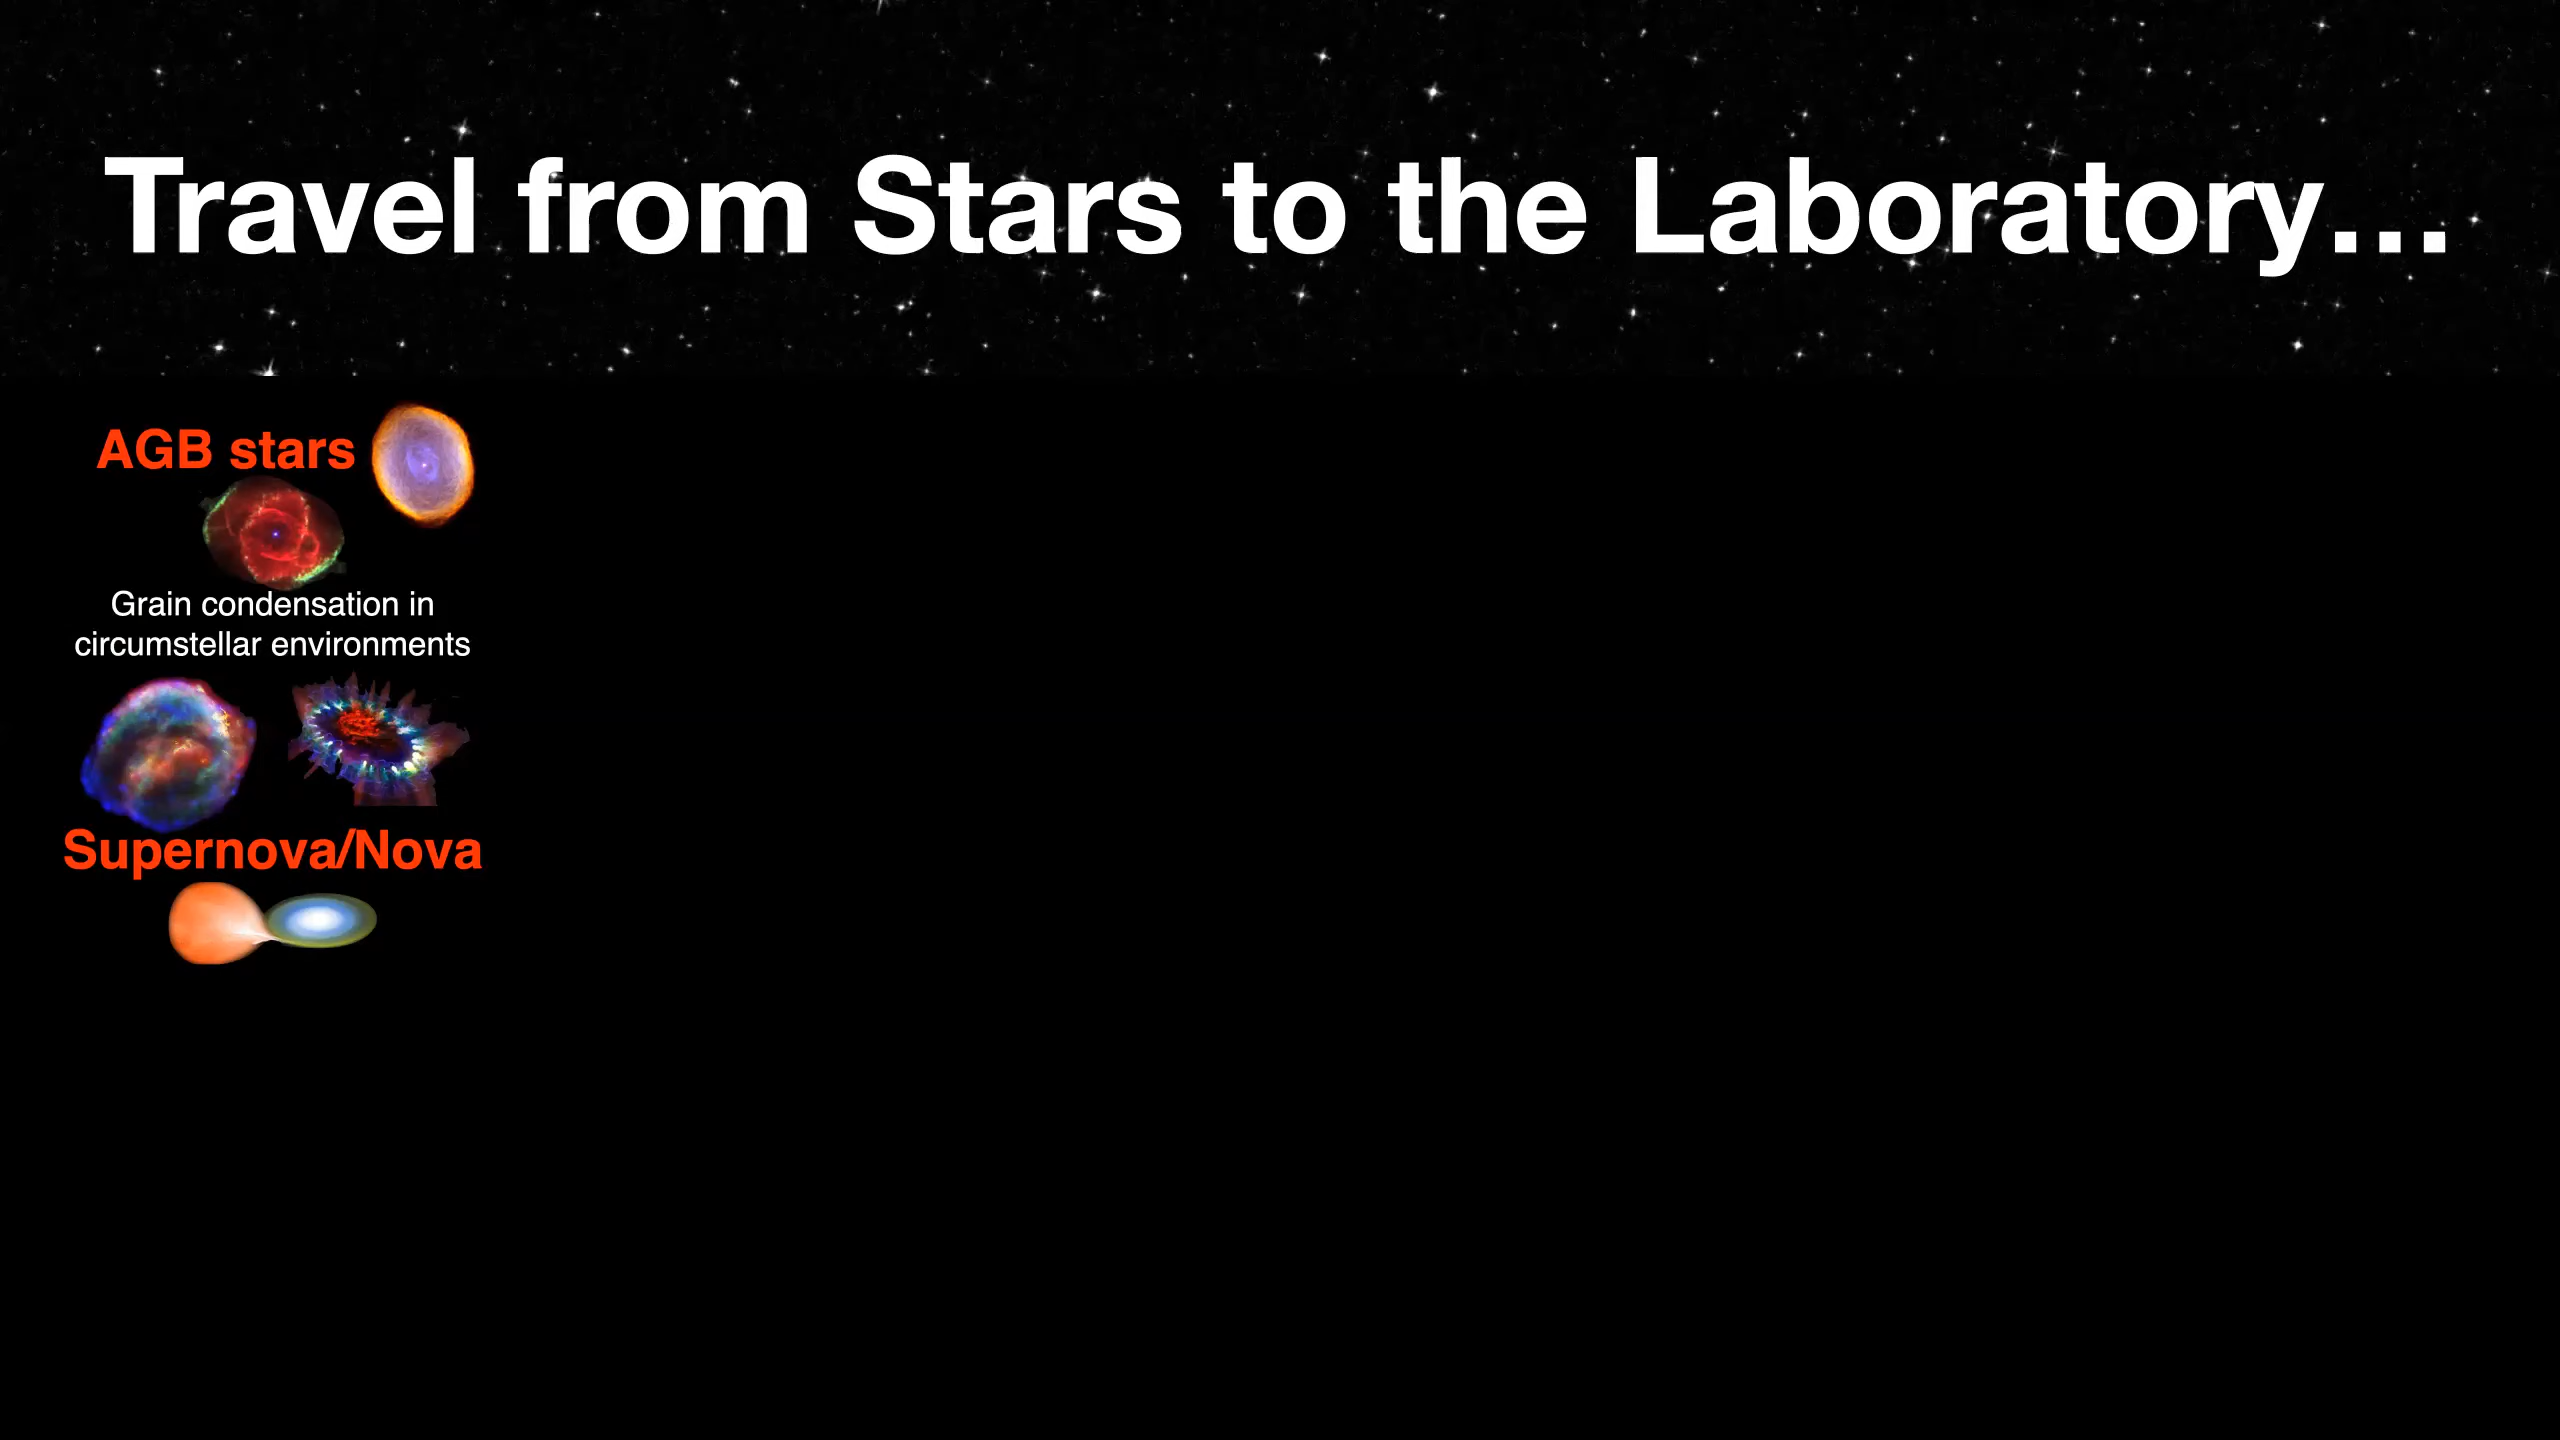 Travel from Stars to the Laboratory…
AGB stars
Grain condensation in
circumstellar environments
Supernova/Nova